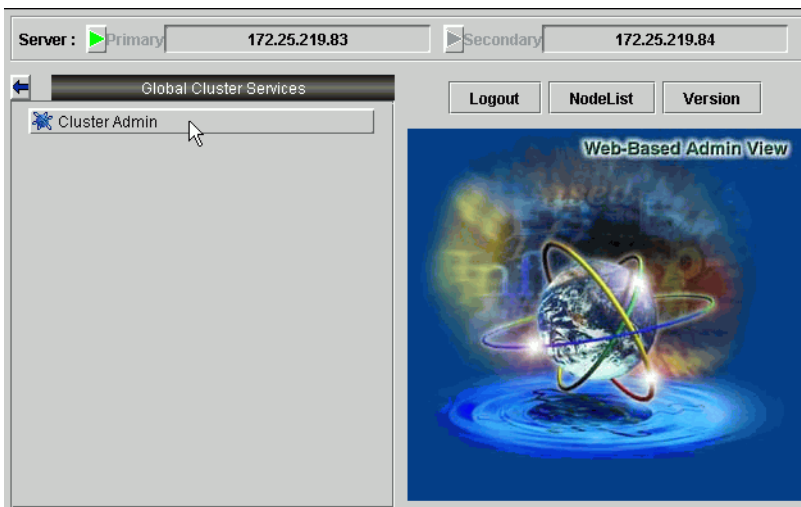 Server : Primary 172.25.219.83 Secondary 172.25.219.84
Global Cluster Services
Cluster Admin
Logout NodeList Version
Web-Based Admin View